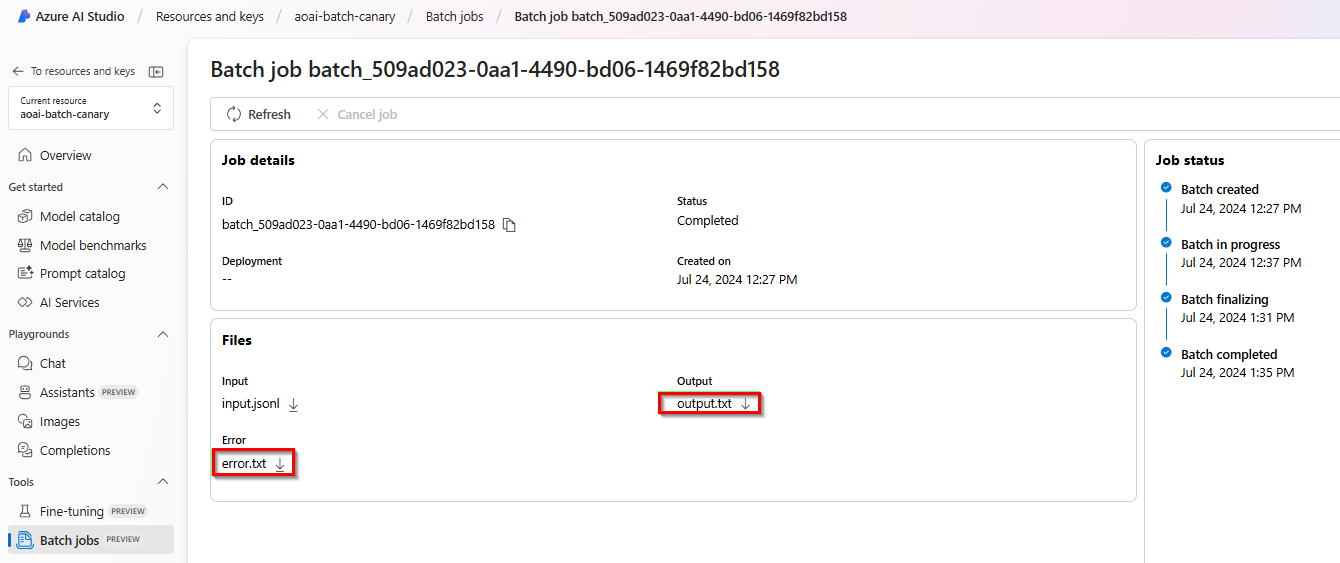 Azure AI Studio / Resources and keys / aoai-batch-canary / Batch jobs / Batch job batch_509ad023-0aa1-4490-bd06-1469f82bd158
To resources and keys
Current resource
aoai-batch-canary
Overview
Get started
Model catalog
Model benchmarks
Prompt catalog
AI Services
Playgrounds
Chat
Assistants PREVIEW
Images
Completions
Tools
Fine-tuning PREVIEW
Batch jobs PREVIEW
Batch job batch_509ad023-0aa1-4490-bd06-1469f82bd158
Refresh Cancel job
Job details
ID
batch_509ad023-0aa1-4490-bd06-1469f82bd158
Status
Completed
Deployment
--
Created on
Jul 24, 2024 12:27 PM
Files
Input
input.jsonl
Output
output.txt
Error
error.txt
Job status
Batch created
Jul 24, 2024 12:27 PM
Batch in progress
Jul 24, 2024 12:37 PM
Batch finalizing
Jul 24, 2024 1:31 PM
Batch completed
Jul 24, 2024 1:35 PM